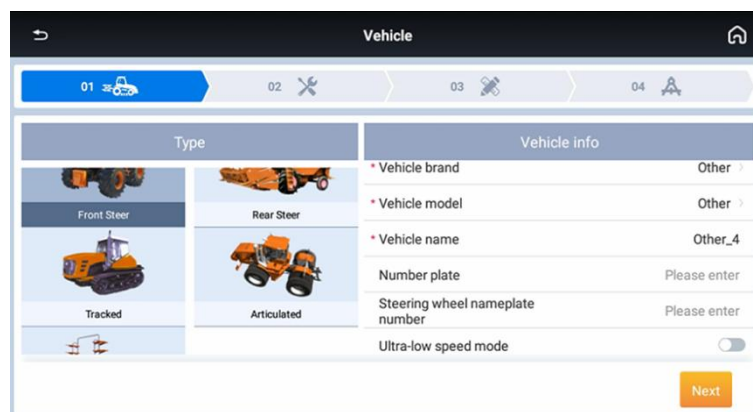 Vehicle
01
02
03
04
Type
Vehicle info
Front Steer
Rear Steer
Tracked
Articulated
* Vehicle brand Other >
* Vehicle model Other >
* Vehicle name Other_4
Number plate Please enter
Steering wheel nameplate
number Please enter
Ultra-low speed mode
Next